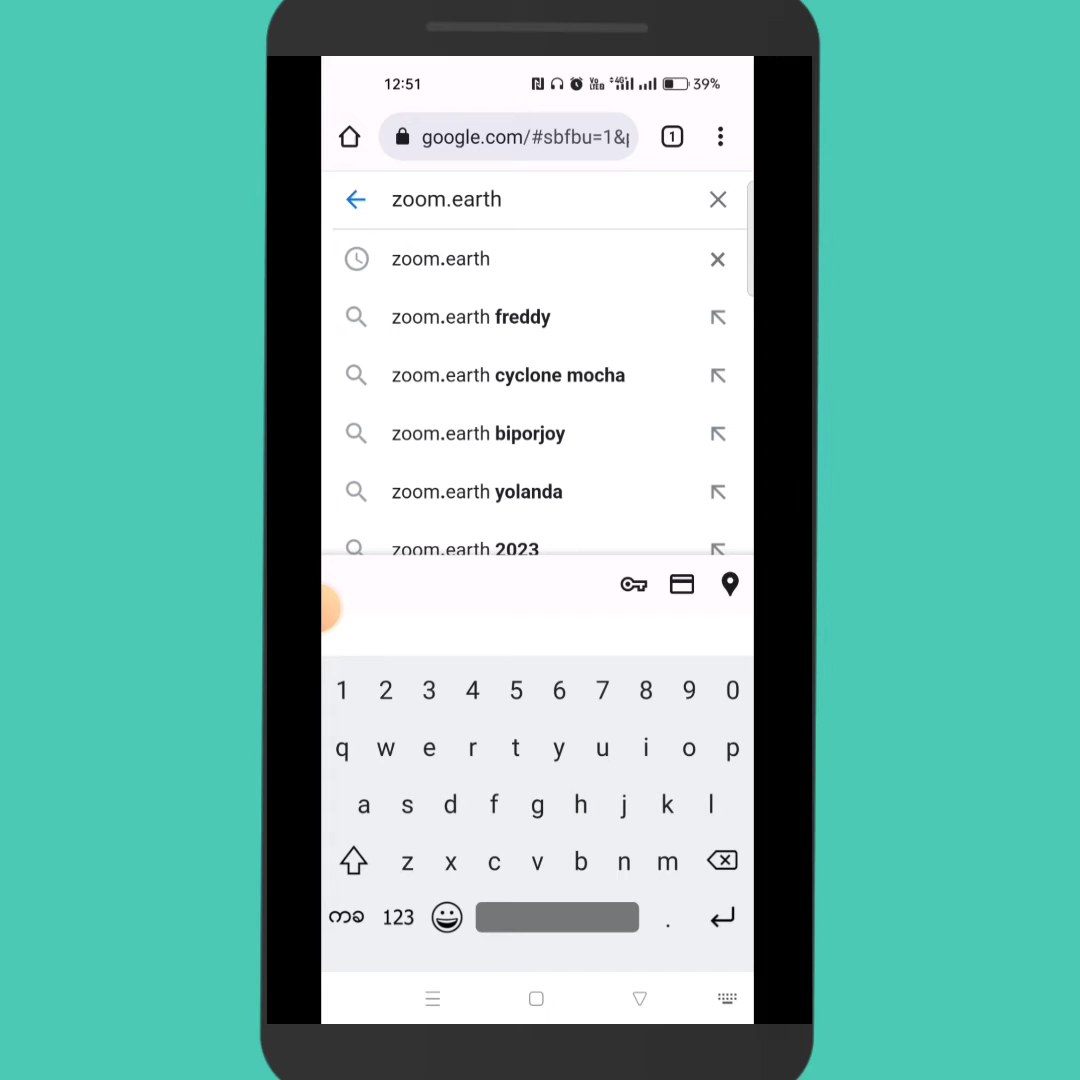 12:51 39%
google.com/#sbfbu=1&
zoom.earth
zoom.earth
zoom.earth freddy
zoom.earth cyclone mocha
zoom.earth biporjoy
zoom.earth yolanda
zoom.earth 2023
1 2 3 4 5 6 7 8 9 0
q w e r t y u i o p
a s d f g h j k l
z x c v b n m
ကခ 123 .